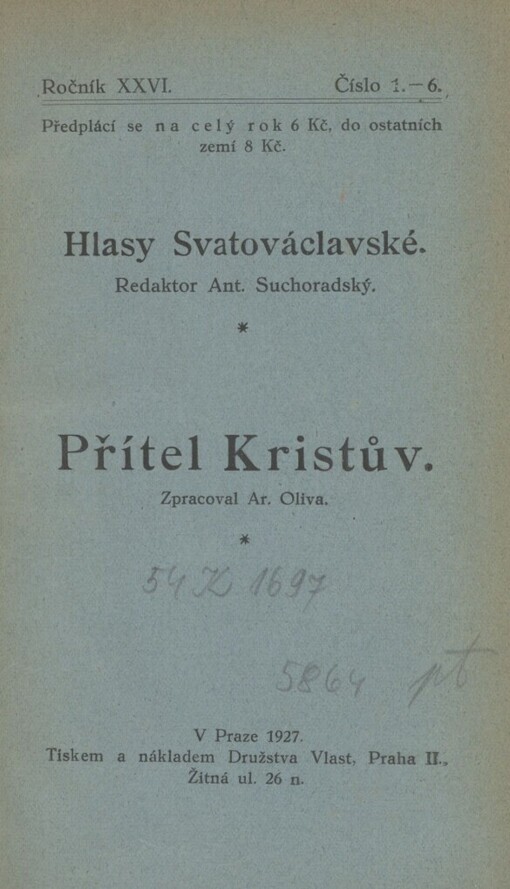 Ročník XXVI. Číslo 1.—6.
Předplácí se na celý rok 6 Kč, do ostatních
zemí 8 Kč.
Hlasy Svatováclavské.
Redaktor Ant. Suchoradský.
*
Přítel Kristův.
Zpracoval Ar. Oliva.
*
54 K 1697
5864 pt
V Praze 1927.
Tiskem a nákladem Družstva Vlast, Praha II.,
Žitná ul. 26 n.